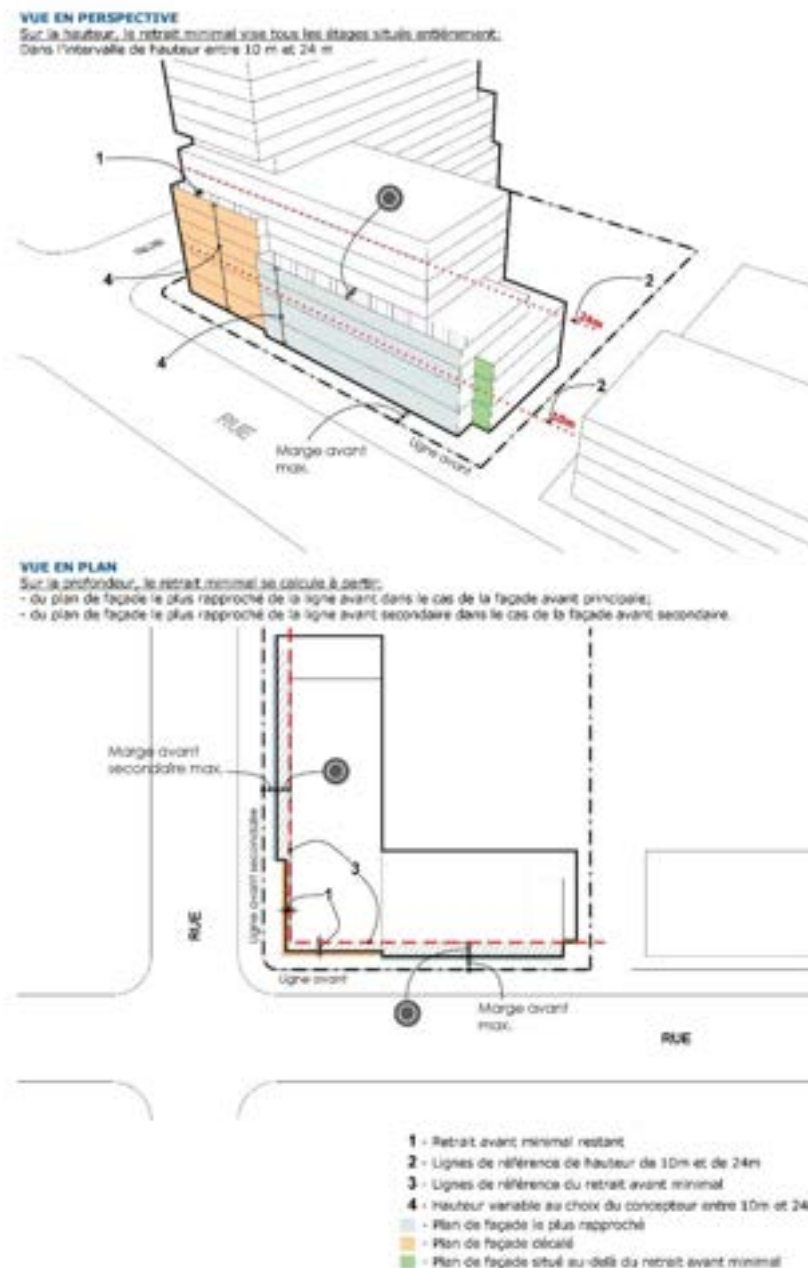 VUE EN PERSPECTIVE
Sur la hauteur, le retrait minimal vise tous les étages situés entièrement:
Dans l'intervalle de hauteur entre 10 m et 24 m
1
2
24m
4
RUE
4
2
10m
RUE
Marge avant
max.
Ligne avant
VUE EN PLAN
Sur la profondeur, le retrait minimal se calcule à partir:
- du plan de façade le plus rapproché de la ligne avant dans le cas de la façade avant principale;
- du plan de façade le plus rapproché de la ligne avant secondaire dans le cas de la façade avant secondaire.
Marge avant
secondaire max.
Ligne avant secondaire
3
1
RUE
Ligne avant
Marge avant
max.
RUE
1 - Retrait avant minimal restant
2 - Lignes de référence de hauteur de 10m et de 24m
3 - Lignes de référence du retrait avant minimal
4 - Hauteur variable au choix du concepteur entre 10m et 24
- Plan de façade le plus rapproché
- Plan de façade décalé
- Plan de façade situé au-delà du retrait avant minimal